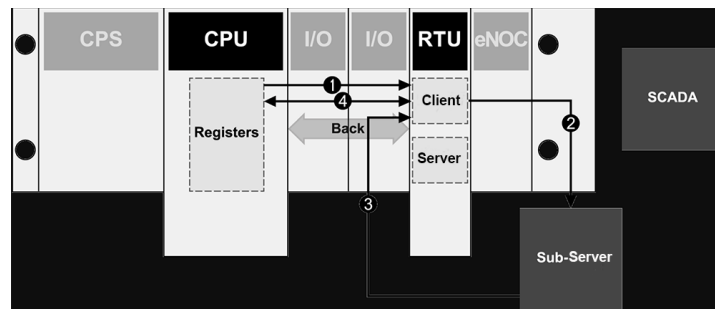 CPS CPU I/O I/O RTU eNOC
SCADA
1
4
Client
2
Registers
Back
Server
3
Sub-Server